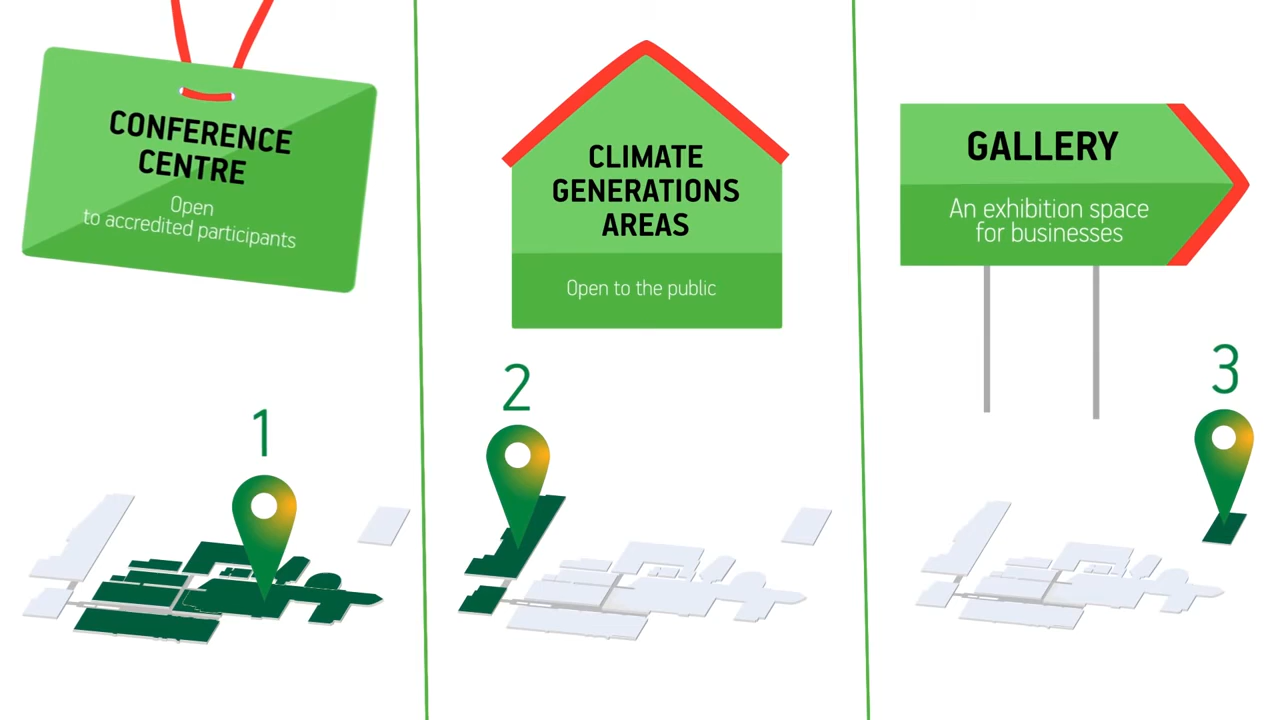 CONFERENCE
CENTRE
Open
to accredited participants
1
CLIMATE
GENERATIONS
AREAS
Open to the public
2
GALLERY
An exhibition space
for businesses
3